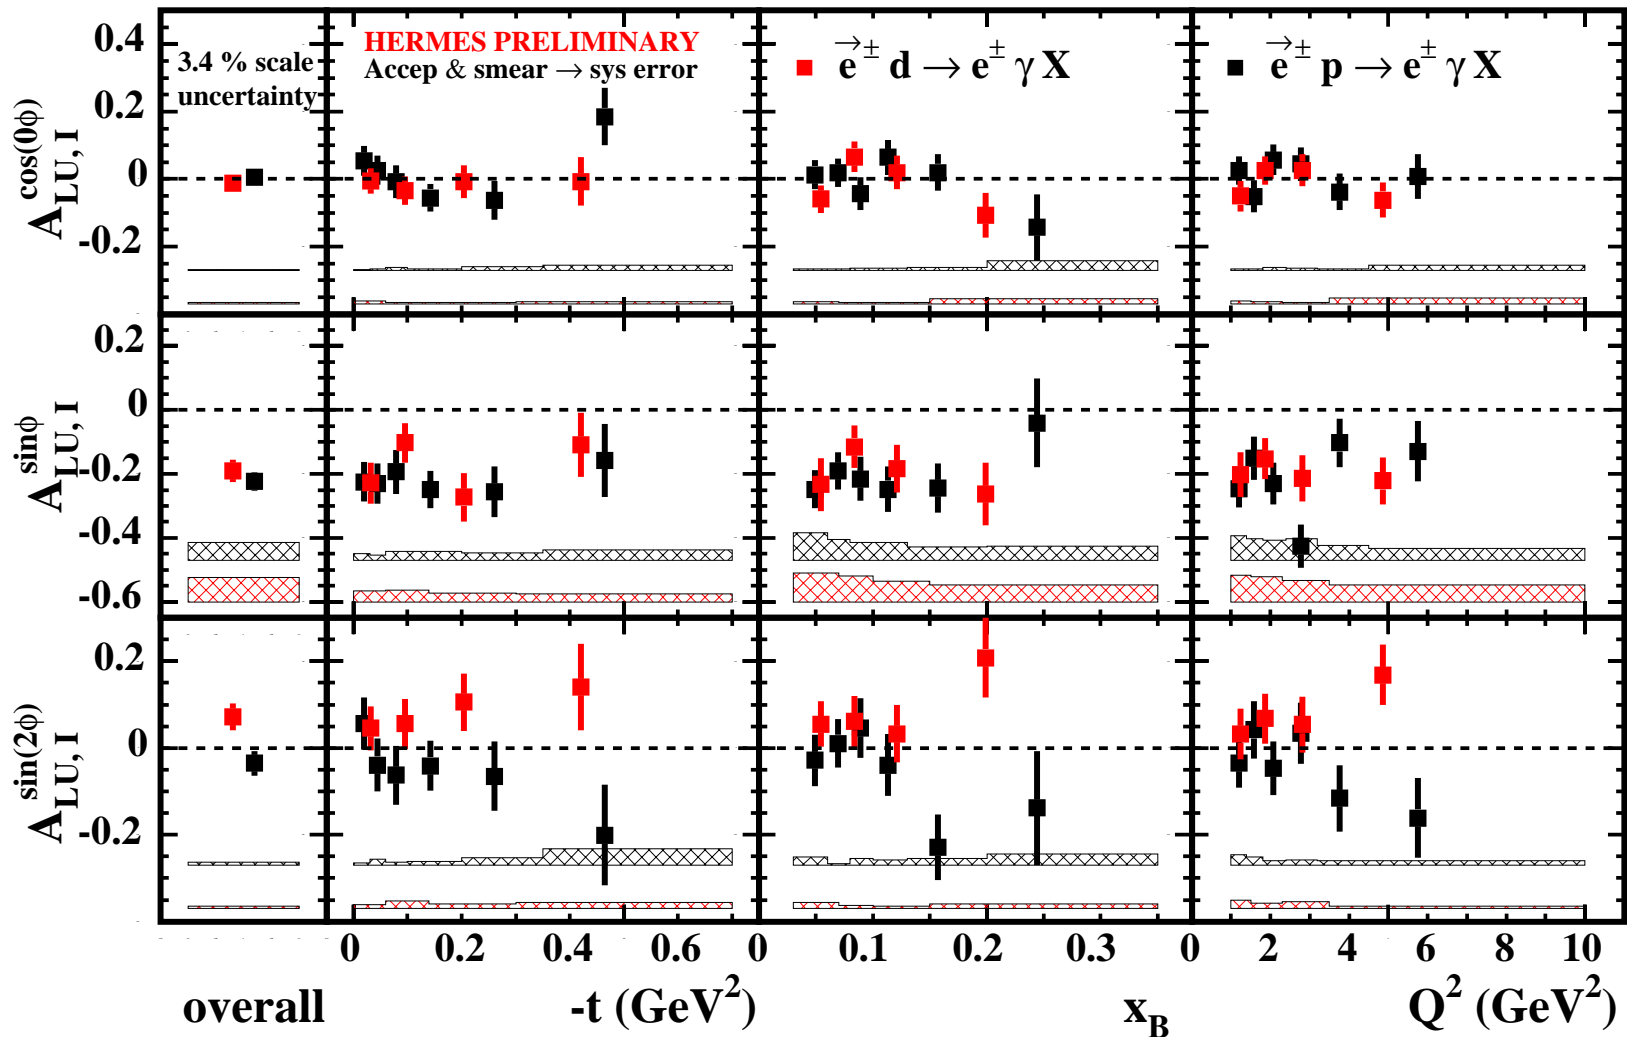 3.4 % scale
uncertainty
HERMES PRELIMINARY
Accep & smear → sys error
e⃗^± d → e^± γ X
e⃗^± p → e^± γ X
A_{LU, I}^{cos(0ϕ)}
0.4
0.2
0
-0.2
A_{LU, I}^{sinϕ}
0.2
0
-0.2
-0.4
-0.6
A_{LU, I}^{sin(2ϕ)}
0.2
0
-0.2
0 0.2 0.4 0.6
0 0.1 0.2 0.3
0 2 4 6 8 10
overall
-t (GeV²)
x_B
Q² (GeV²)